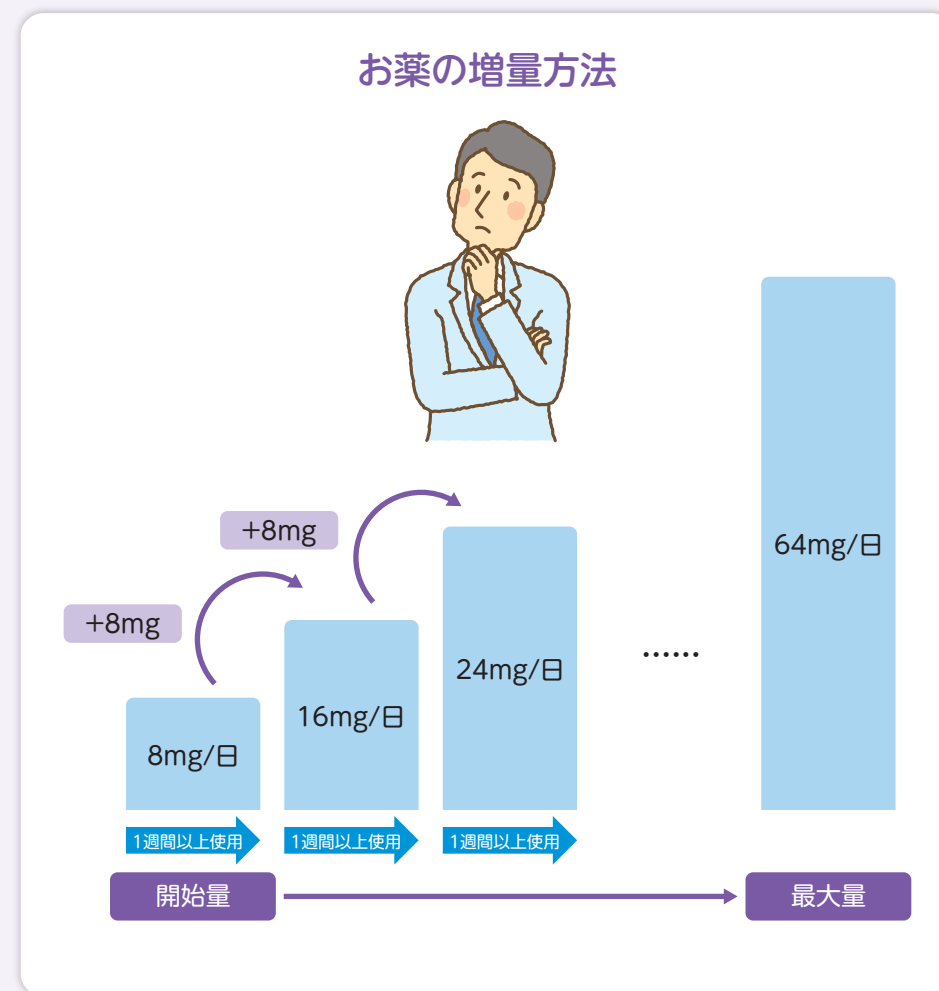 お薬の増量方法
+8mg
+8mg
8mg/日
16mg/日
24mg/日
......
64mg/日
1週間以上使用
1週間以上使用
1週間以上使用
開始量
最大量